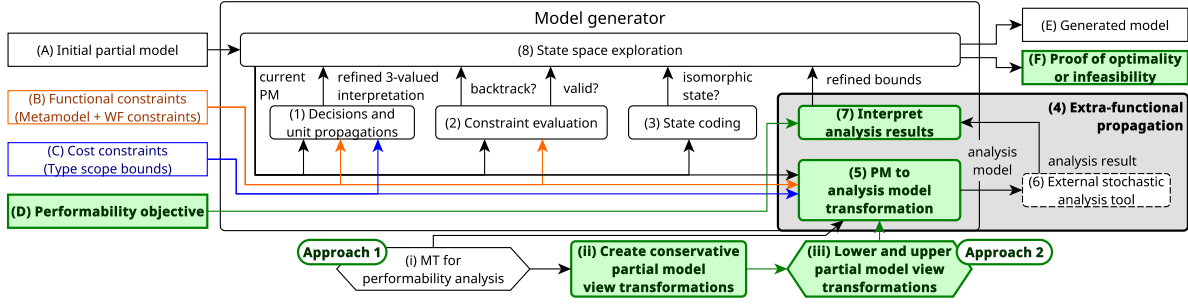 Model generator
(A) Initial partial model
(8) State space exploration
(E) Generated model
(F) Proof of optimality
or infeasibility
current
PM
refined 3-valued
interpretation
backtrack?
valid?
isomorphic
state?
refined bounds
(B) Functional constraints
(Metamodel + WF constraints)
(1) Decisions and
unit propagations
(2) Constraint evaluation
(3) State coding
(7) Interpret
analysis results
(4) Extra-functional
propagation
(C) Cost constraints
(Type scope bounds)
analysis
model
analysis result
(5) PM to
analysis model
transformation
(6) External stochastic
analysis tool
(D) Performability objective
Approach 1
(i) MT for
performability analysis
(ii) Create conservative
partial model
view transformations
(iii) Lower and upper
partial model view
transformations
Approach 2